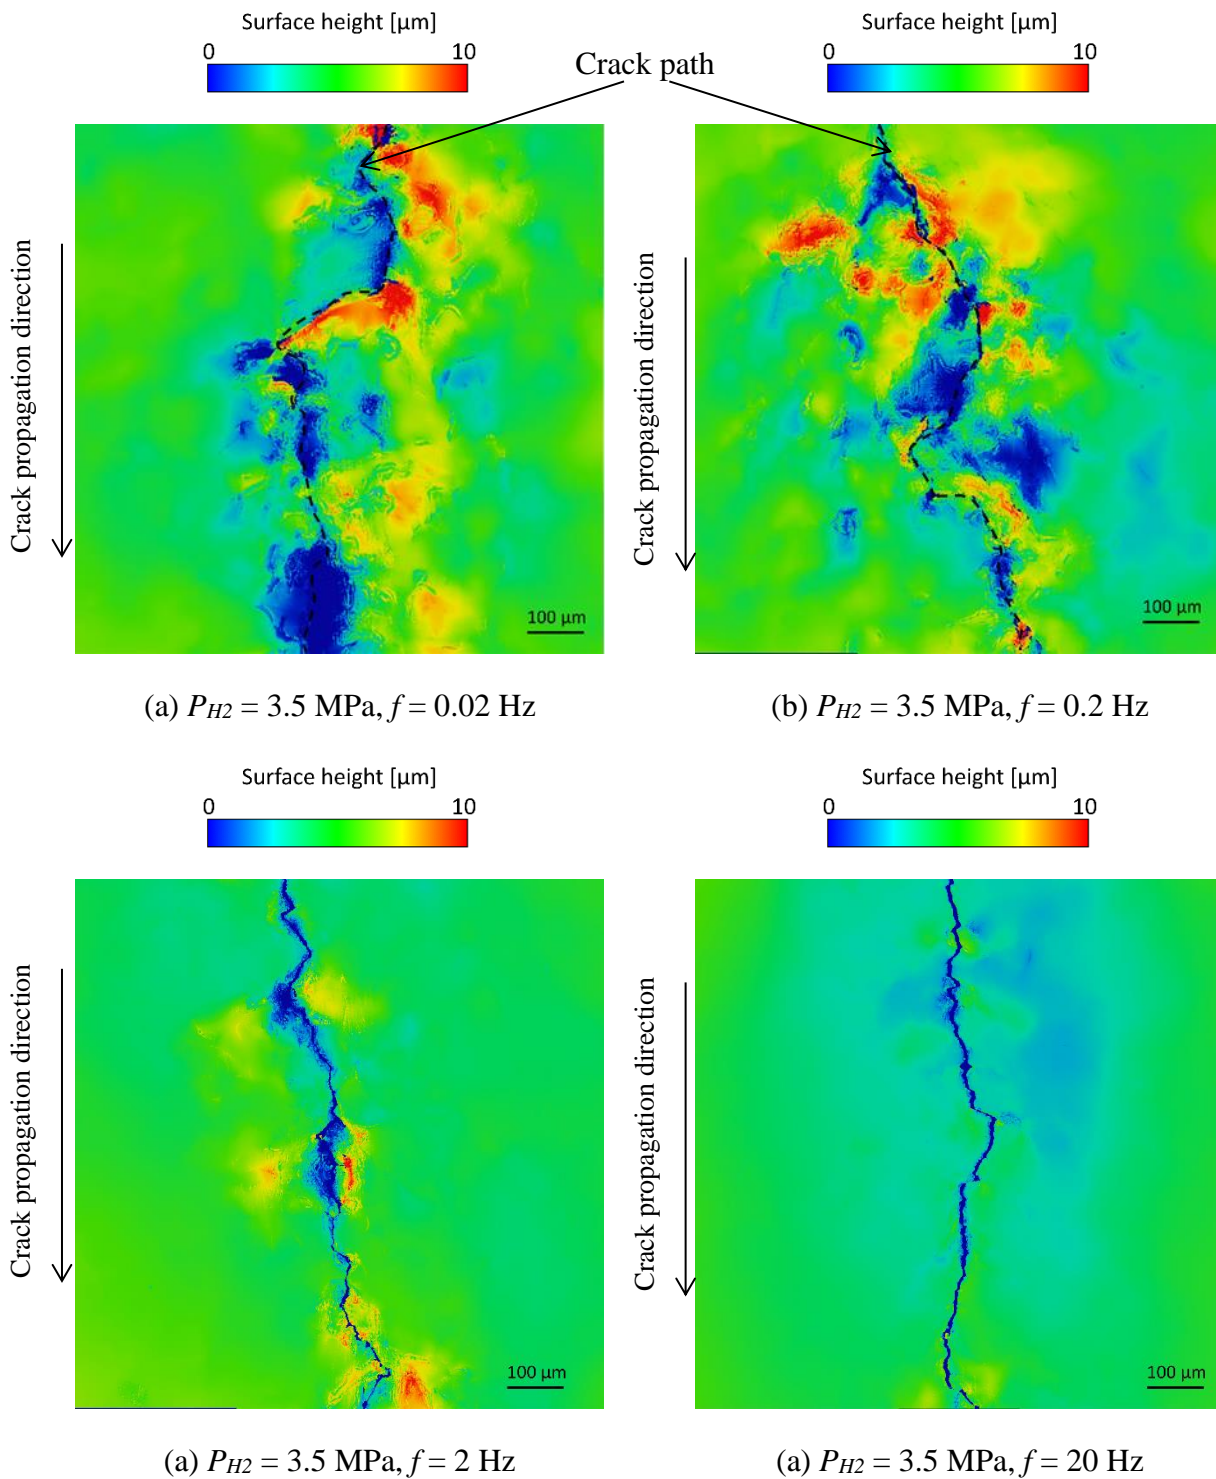 Surface height [µm]
0 10
Surface height [µm]
0 10
Crack path
Crack propagation direction
100 µm
Crack propagation direction
100 µm
(a) PH2 = 3.5 MPa, f = 0.02 Hz
(b) PH2 = 3.5 MPa, f = 0.2 Hz
Surface height [µm]
0 10
Surface height [µm]
0 10
Crack propagation direction
100 µm
Crack propagation direction
100 µm
(a) PH2 = 3.5 MPa, f = 2 Hz
(a) PH2 = 3.5 MPa, f = 20 Hz